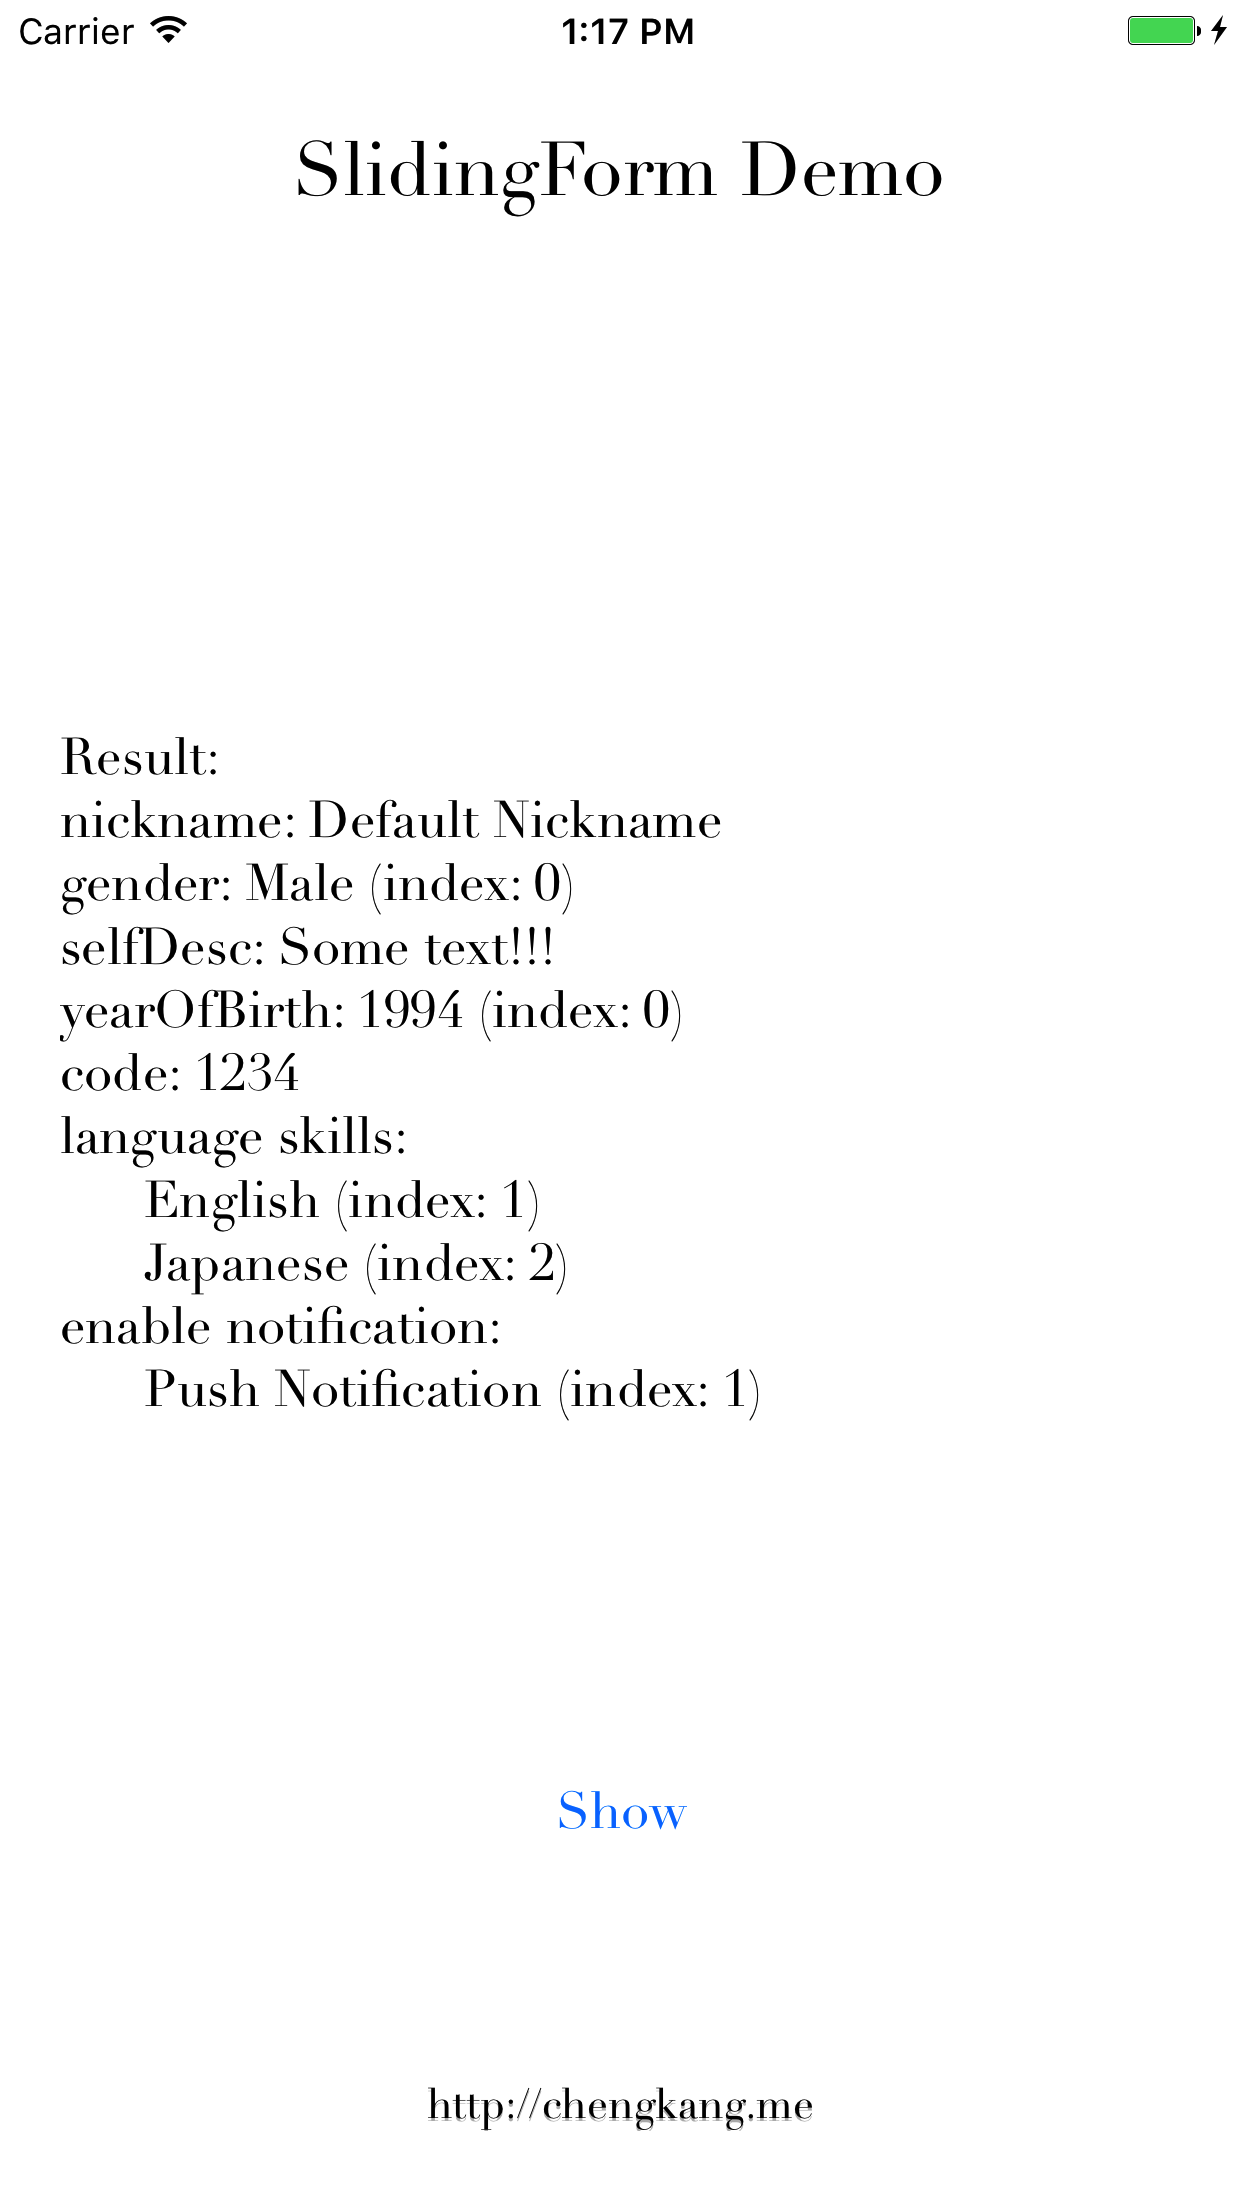 Carrier 1:17 PM
SlidingForm Demo
Result:
nickname: Default Nickname
gender: Male (index: 0)
selfDesc: Some text!!!
yearOfBirth: 1994 (index: 0)
code: 1234
language skills:
English (index: 1)
Japanese (index: 2)
enable notification:
Push Notification (index: 1)
Show
http://chengkang.me